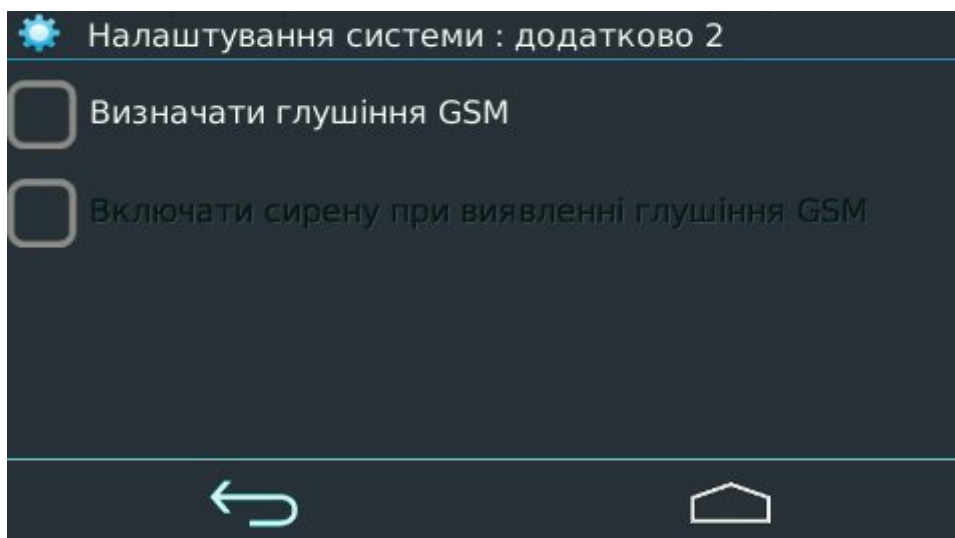 Налаштування системи : додатково 2
Визначати глушіння GSM
Включати сирену при виявленні глушіння GSM